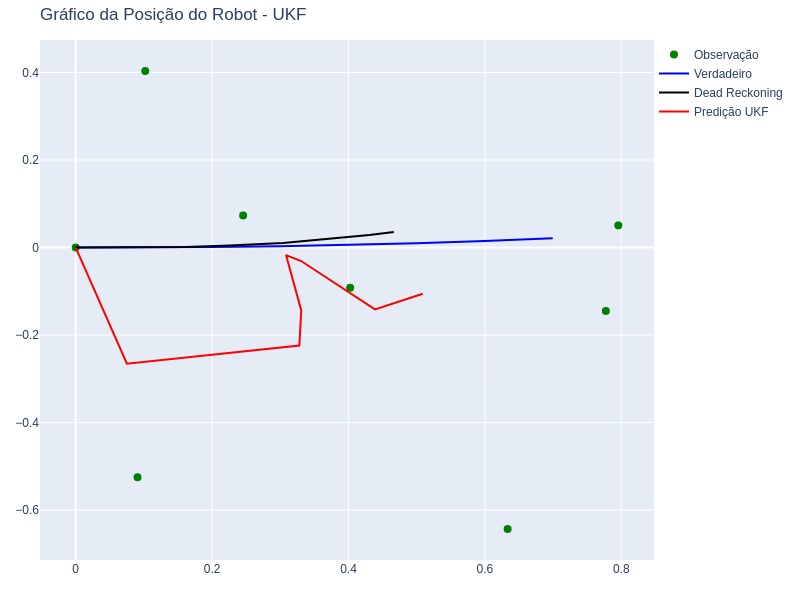 Gráfico da Posição do Robot - UKF
Observação
Verdadeiro
Dead Reckoning
Predição UKF
0.4
0.2
0
−0.2
−0.4
−0.6
0
0.2
0.4
0.6
0.8